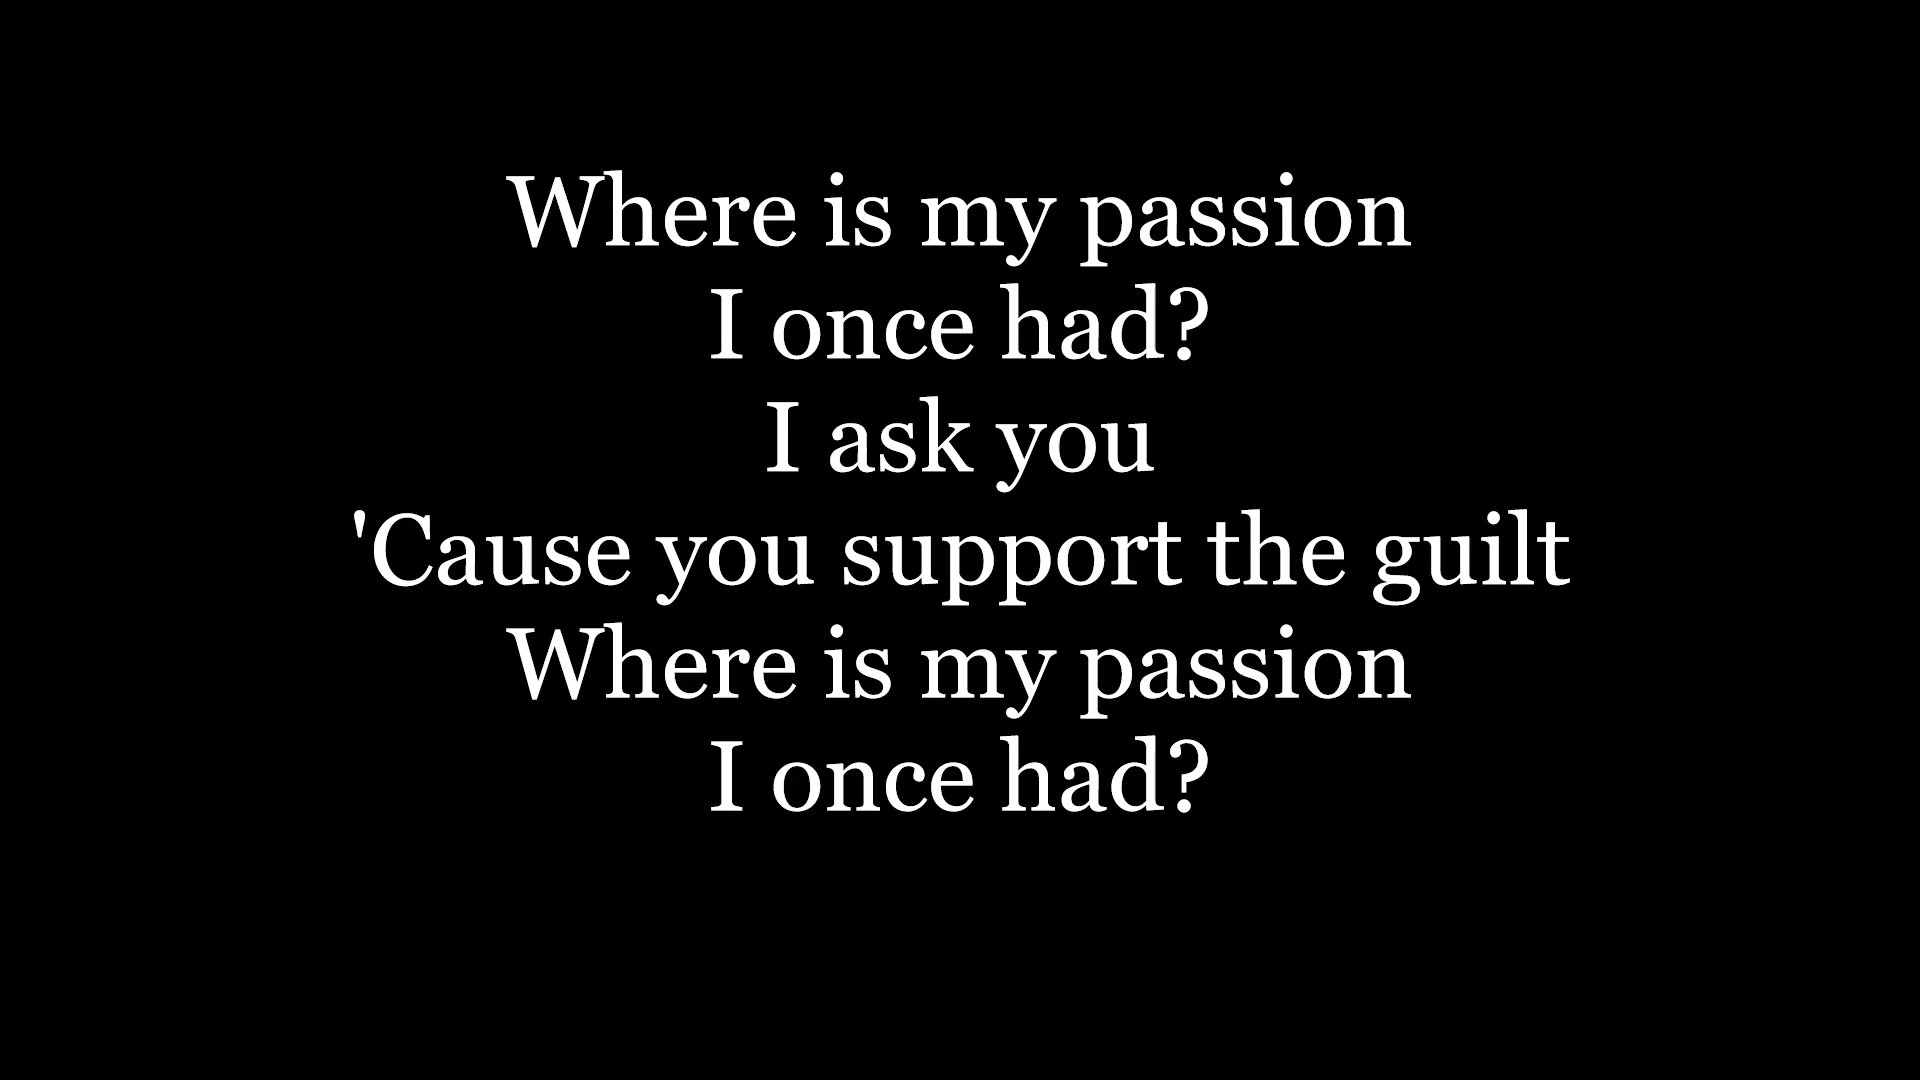 Where is my passion
I once had?
I ask you
'Cause you support the guilt
Where is my passion
I once had?